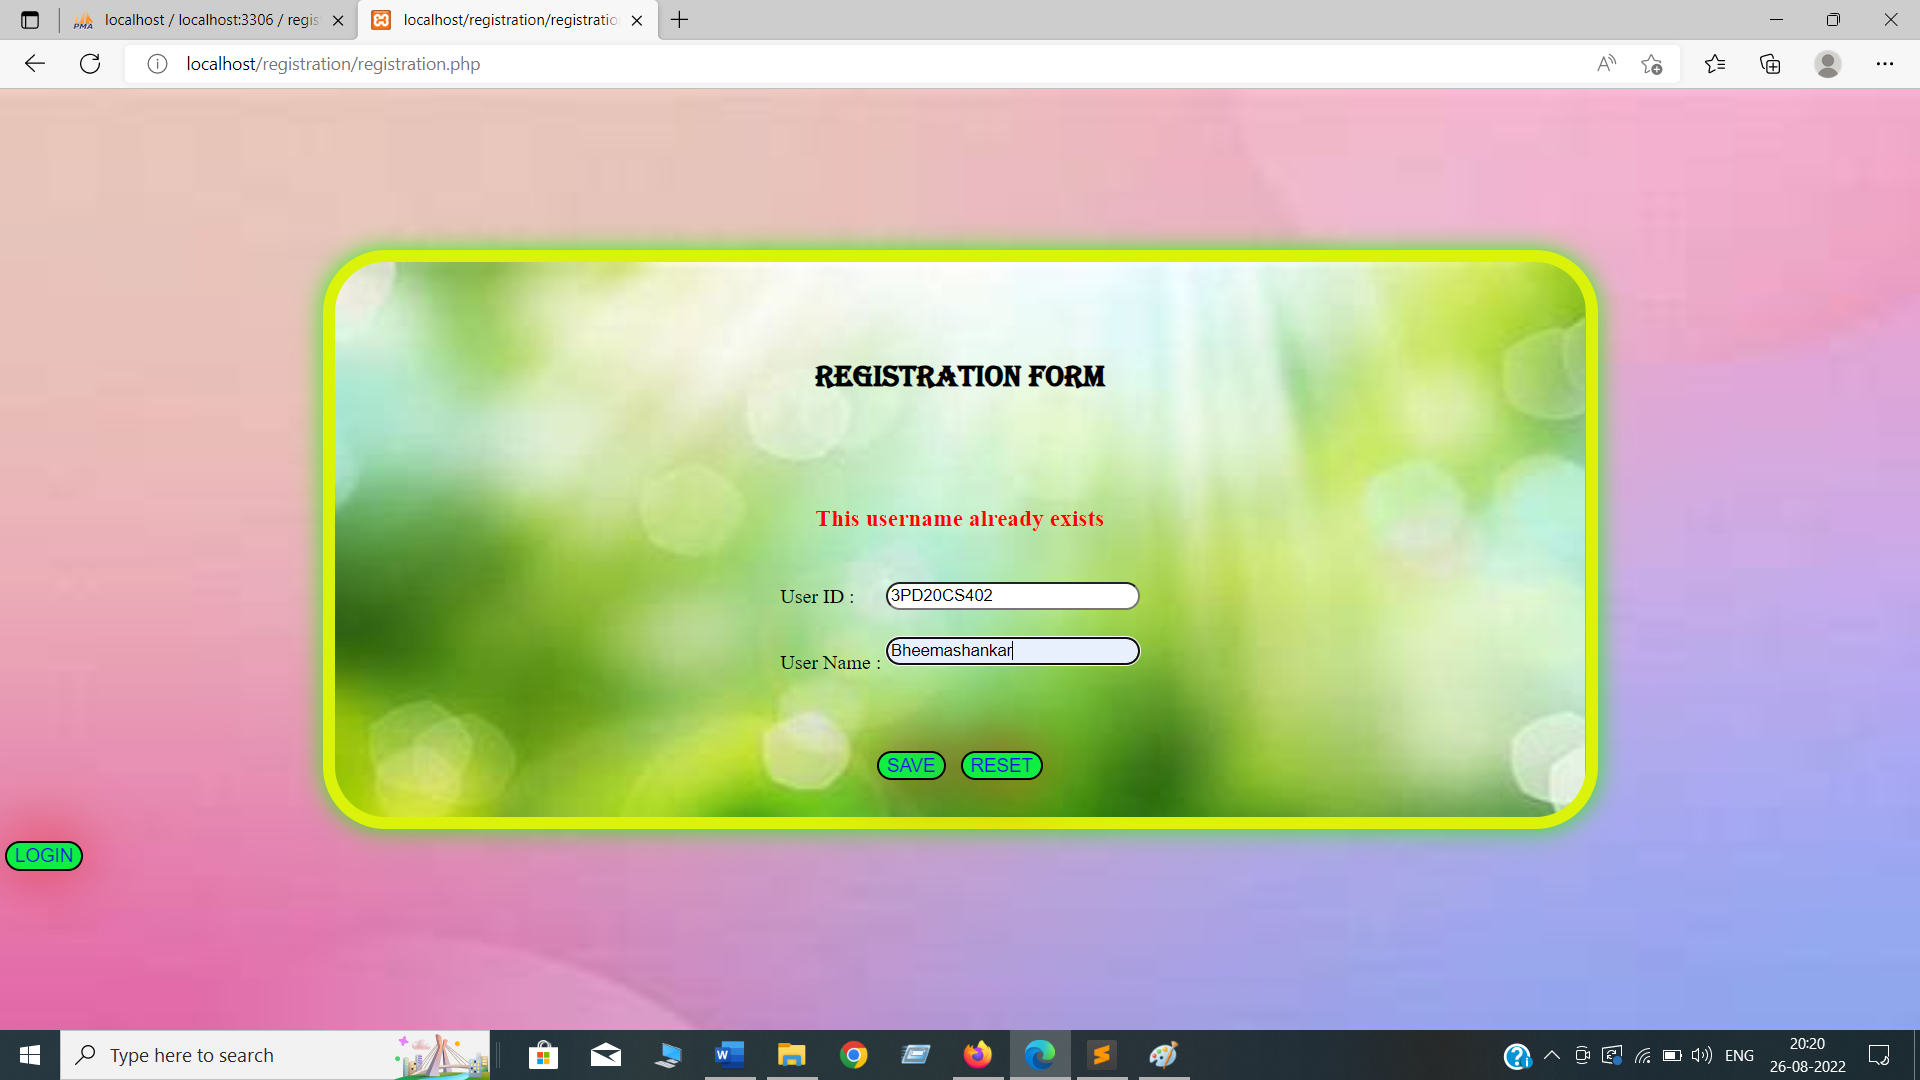 localhost / localhost:3306 / regis
localhost/registration/registratio
localhost/registration/registration.php
REGISTRATION FORM
This username already exists
User ID :
3PD20CS402
User Name :
Bheemashankar
SAVE
RESET
LOGIN
Type here to search
ENG
20:20
26-08-2022